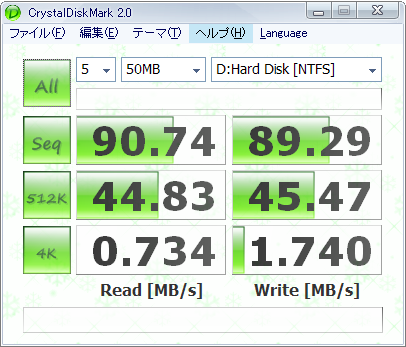 CrystalDiskMark 2.0
ファイル(F) 編集(E) テーマ(T) ヘルプ(H) Language
All 5 50MB D:Hard Disk [NTFS]
Seq 90.74 89.29
512K 44.83 45.47
4K 0.734 1.740
Read [MB/s] Write [MB/s]